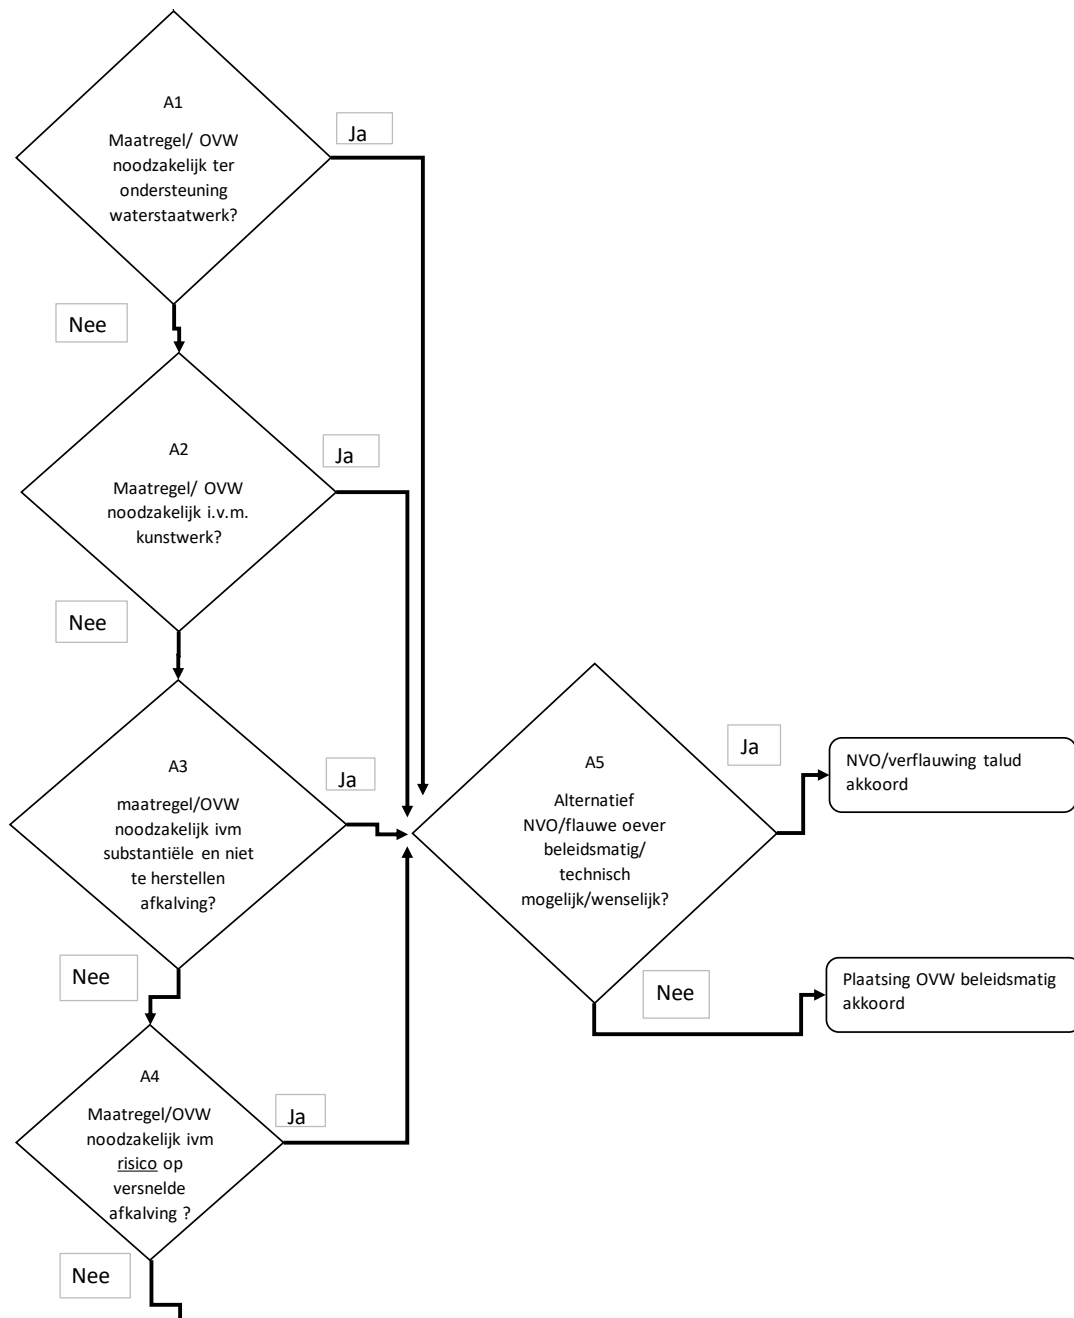 A1
Maatregel/ OVW
noodzakelijk ter
ondersteuning
waterstaatwerk?
Ja
Nee
A2
Maatregel/ OVW
noodzakelijk i.v.m.
kunstwerk?
Ja
Nee
A3
maatregel/OVW
noodzakelijk ivm
substantiële en niet
te herstellen
afkalving?
Ja
Nee
A4
Maatregel/OVW
noodzakelijk ivm
risico op
versnelde
afkalving ?
Ja
Nee
A5
Alternatief
NVO/flauwe oever
beleidsmatig/
technisch
mogelijk/wenselijk?
Ja
NVO/verflauwing talud
akkoord
Nee
Plaatsing OVW beleidsmatig
akkoord